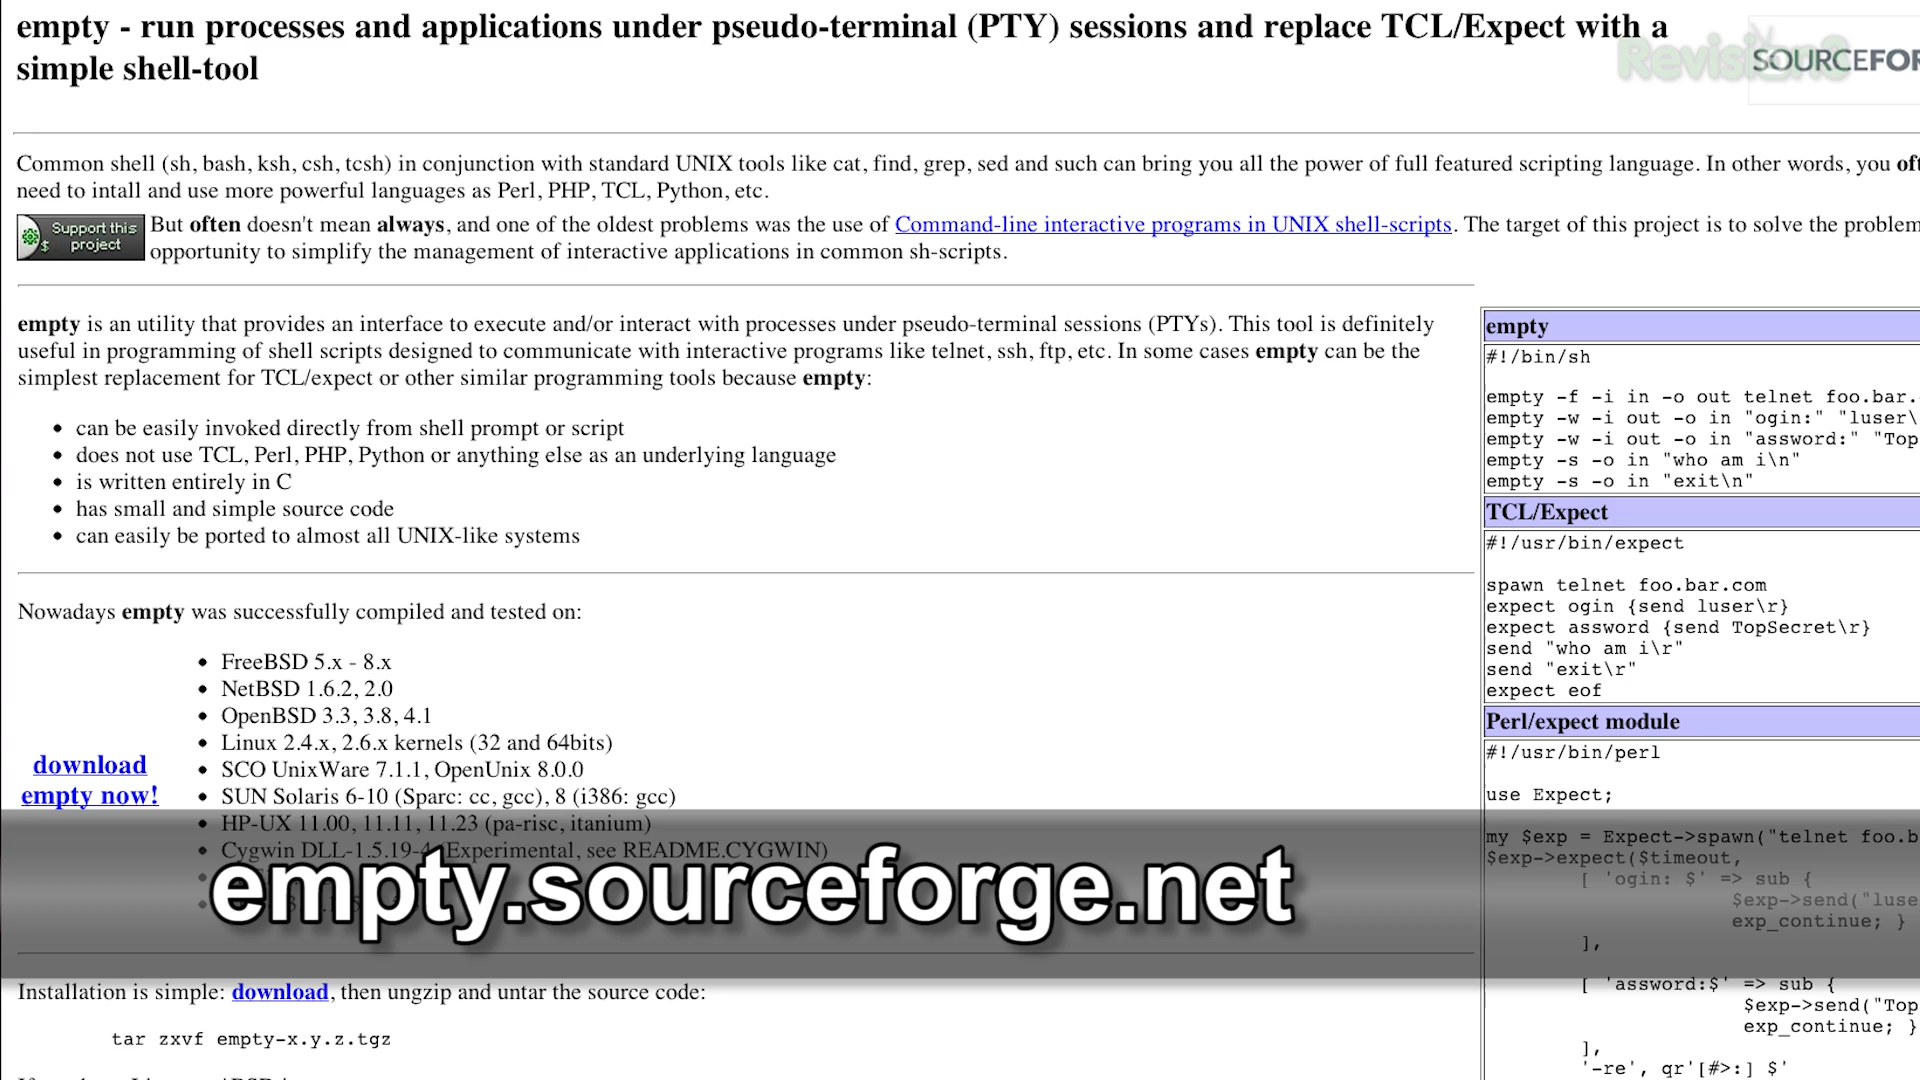 empty - run processes and applications under pseudo-terminal (PTY) sessions and replace TCL/Expect with a
simple shell-tool
Revision3
SOURCEFOR
Common shell (sh, bash, ksh, csh, tcsh) in conjunction with standard UNIX tools like cat, find, grep, sed and such can bring you all the power of full featured scripting language. In other words, you oft
need to intall and use more powerful languages as Perl, PHP, TCL, Python, etc.
Support this
project
But often doesn't mean always, and one of the oldest problems was the use of Command-line interactive programs in UNIX shell-scripts. The target of this project is to solve the problem
opportunity to simplify the management of interactive applications in common sh-scripts.
empty is an utility that provides an interface to execute and/or interact with processes under pseudo-terminal sessions (PTYs). This tool is definitely
useful in programming of shell scripts designed to communicate with interactive programs like telnet, ssh, ftp, etc. In some cases empty can be the
simplest replacement for TCL/expect or other similar programming tools because empty:
• can be easily invoked directly from shell prompt or script
• does not use TCL, Perl, PHP, Python or anything else as an underlying language
• is written entirely in C
• has small and simple source code
• can easily be ported to almost all UNIX-like systems
Nowadays empty was successfully compiled and tested on:
download
empty now!
• FreeBSD 5.x - 8.x
• NetBSD 1.6.2, 2.0
• OpenBSD 3.3, 3.8, 4.1
• Linux 2.4.x, 2.6.x kernels (32 and 64bits)
• SCO UnixWare 7.1.1, OpenUnix 8.0.0
• SUN Solaris 6-10 (Sparc: cc, gcc), 8 (i386: gcc)
• HP-UX 11.00, 11.11, 11.23 (pa-risc, itanium)
• Cygwin DLL-1.5.19-4 (Experimental, see README.CYGWIN)
empty.sourceforge.net
Installation is simple: download, then ungzip and untar the source code:
tar zxvf empty-x.y.z.tgz
empty
#!/bin/sh
empty -f -i in -o out telnet foo.bar.
empty -w -i out -o in "ogin:" "luser\
empty -w -i out -o in "assword:" "Top
empty -s -o in "who am i\n"
empty -s -o in "exit\n"
TCL/Expect
#!/usr/bin/expect
spawn telnet foo.bar.com
expect ogin {send luser\r}
expect assword {send TopSecret\r}
send "who am i\r"
send "exit\r"
expect eof
Perl/expect module
#!/usr/bin/perl
use Expect;
my $exp = Expect->spawn("telnet foo.b
$exp->expect($timeout,
[ 'ogin: $' => sub {
$exp->send("luse
exp_continue; }
],
[ 'assword:$' => sub {
$exp->send("Top
exp_continue; }
],
'-re', qr'[#>:] $'